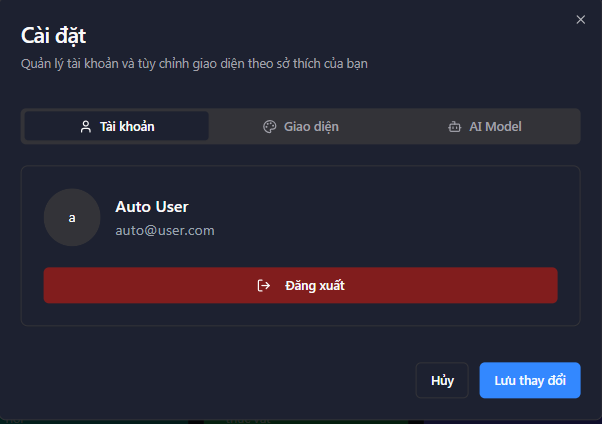 Cài đặt
Quản lý tài khoản và tùy chỉnh giao diện theo sở thích của bạn
Tài khoản
Giao diện
AI Model
a
Auto User
auto@user.com
Đăng xuất
Hủy
Lưu thay đổi